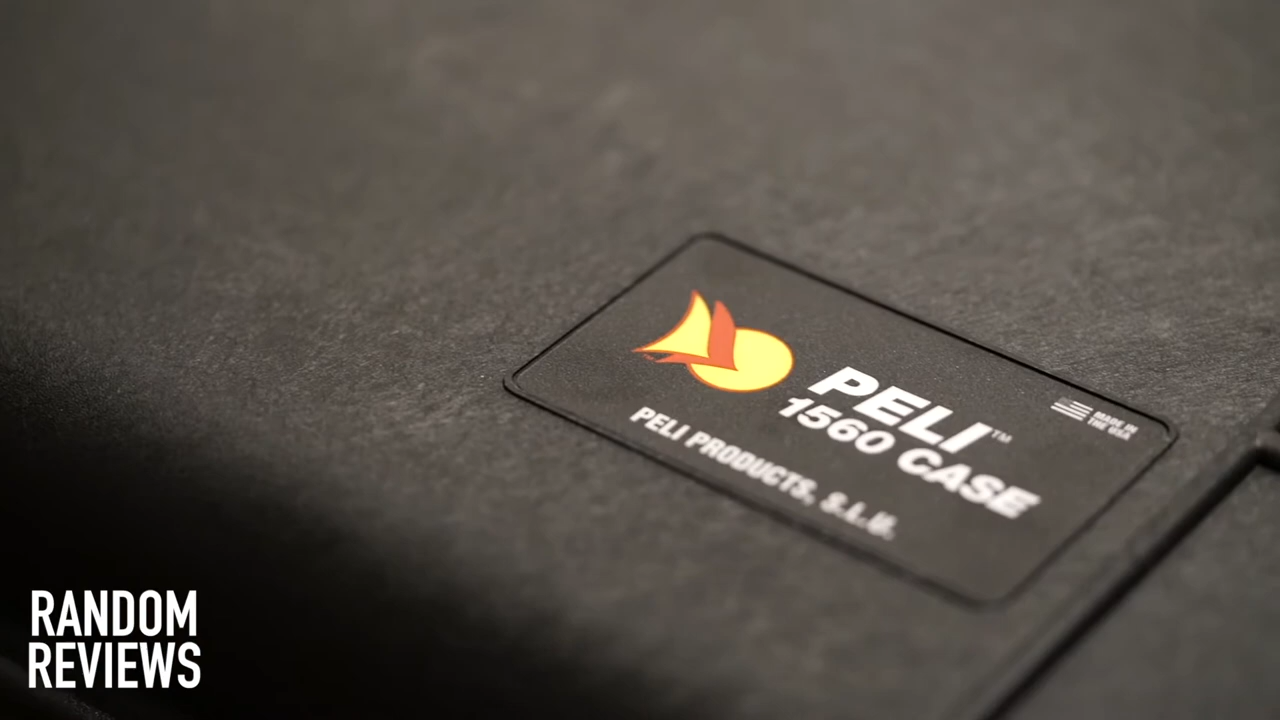 PELI™
1560 CASE
MADE IN
THE USA
PELI PRODUCTS, S.L.U.
RANDOM
REVIEWS